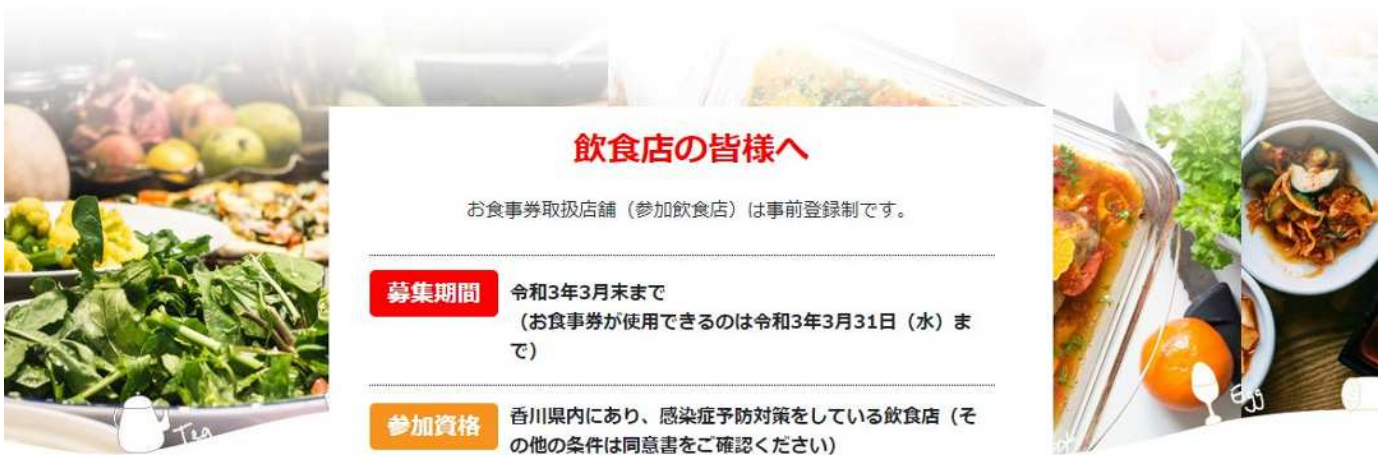 飲食店の皆様へ
お食事券取扱店舗（参加飲食店）は事前登録制です。
募集期間
令和3年3月末まで
（お食事券が使用できるのは令和3年3月31日（水）ま
で）
参加資格
香川県内にあり、感染症予防対策をしている飲食店（そ
の他の条件は同意書をご確認ください）
Tea
Egg